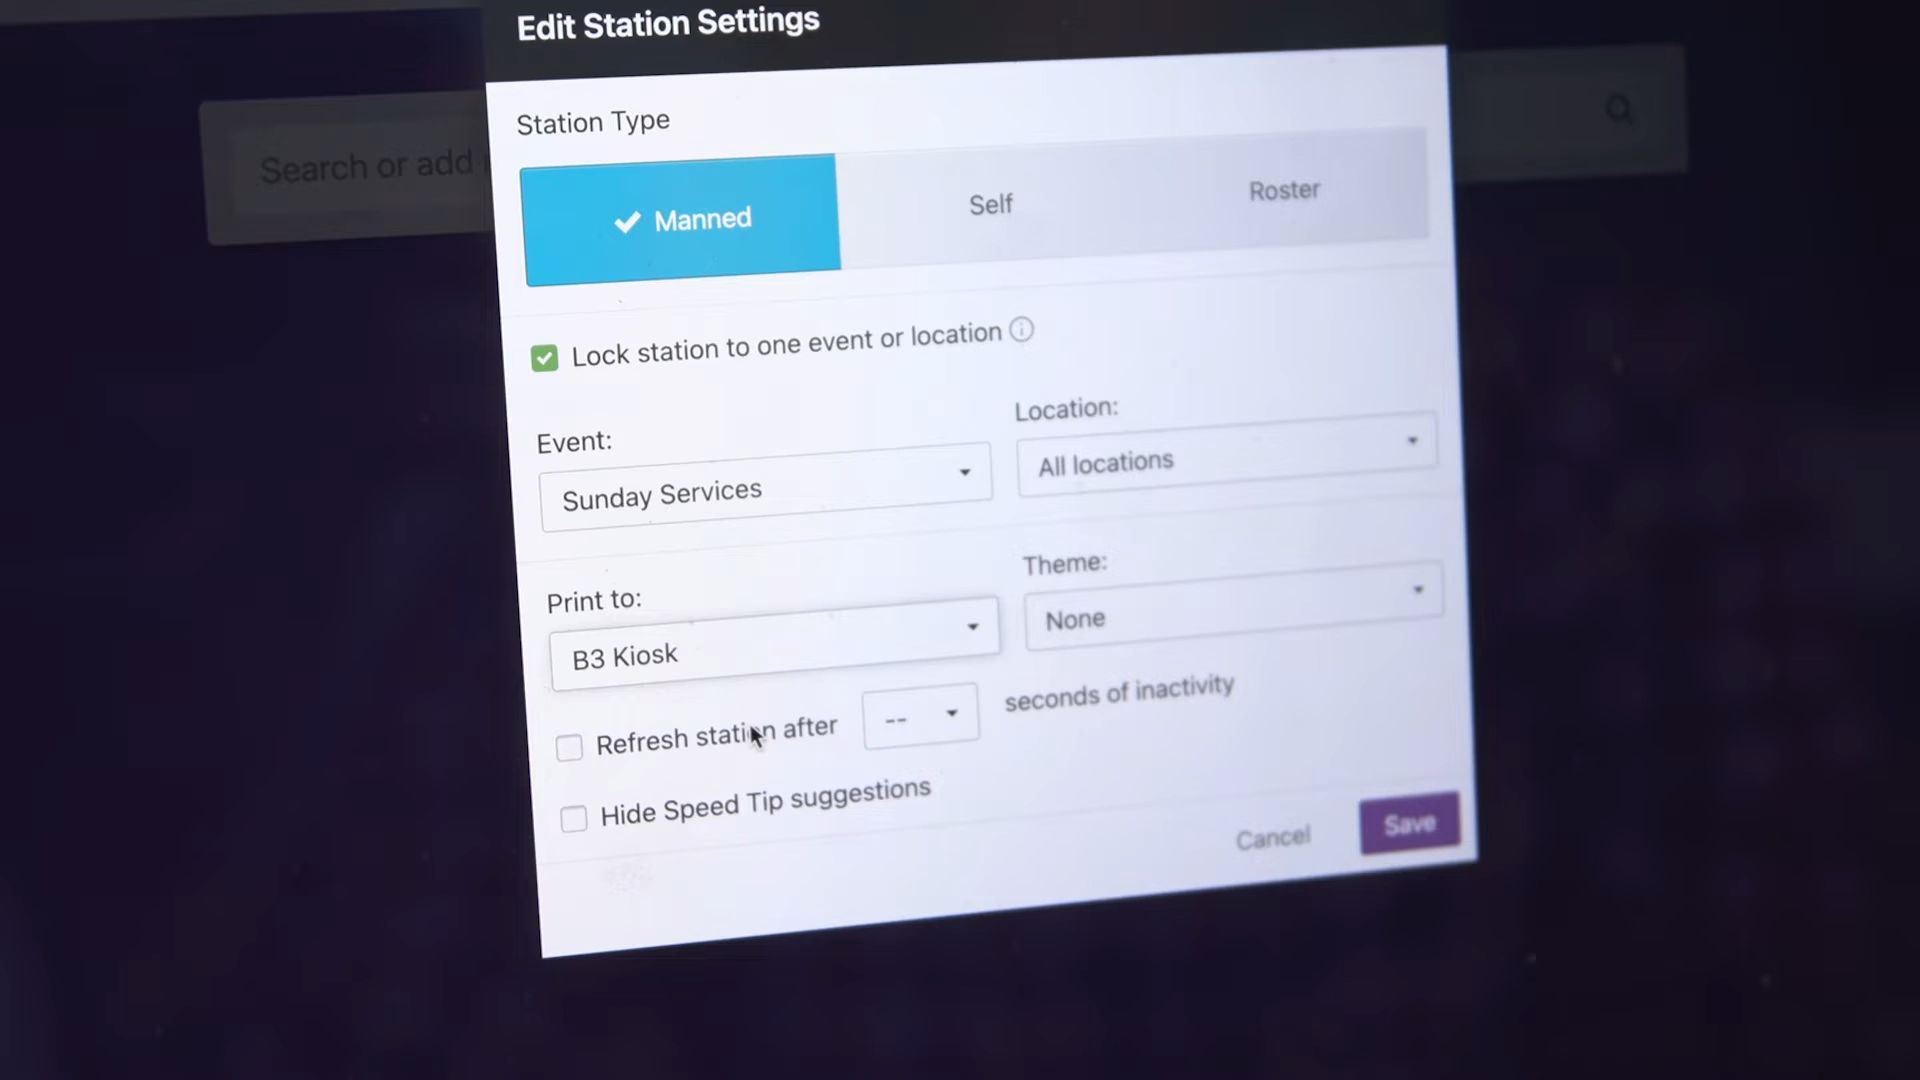 Edit Station Settings
Search or add
Station Type
Manned
Self
Roster
Lock station to one event or location
Event:
Location:
Sunday Services
All locations
Print to:
Theme:
B3 Kiosk
None
Refresh station after -- seconds of inactivity
Hide Speed Tip suggestions
Cancel
Save